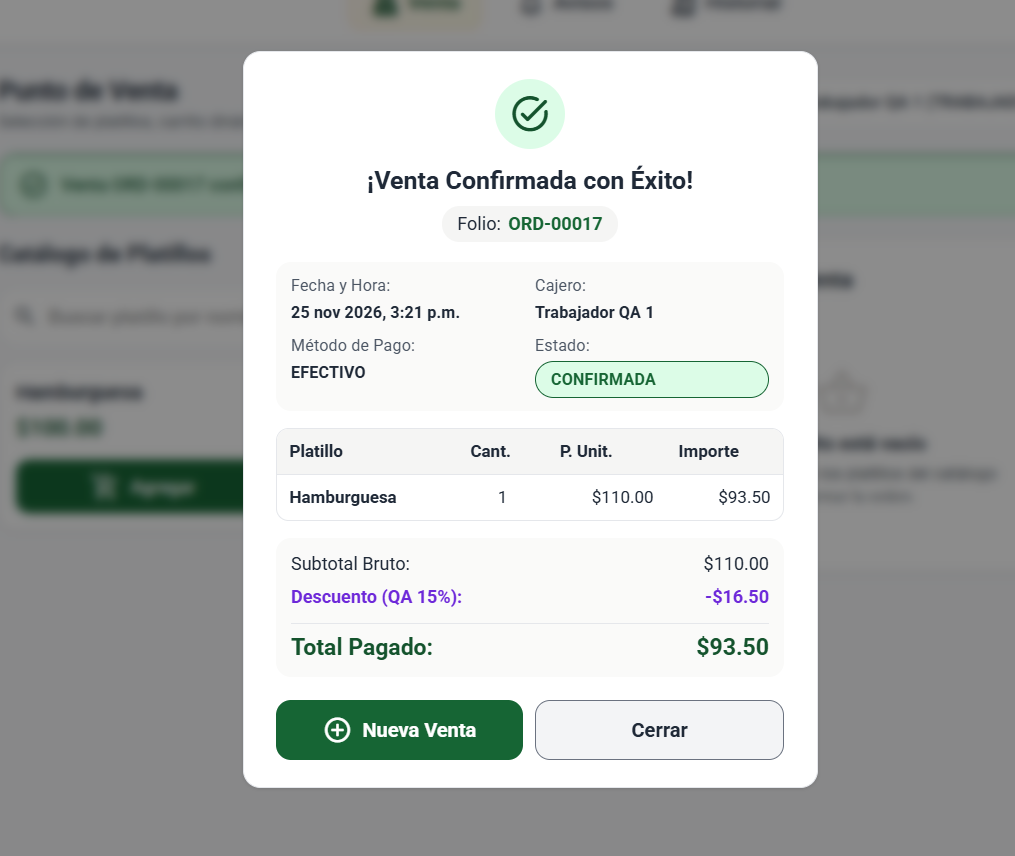 Punto de Venta
Catálogo de Platillos
Hamburguesa
$100.00
Agregar
¡Venta Confirmada con Éxito!
Folio: ORD-00017
Fecha y Hora:
Cajero:
25 nov 2026, 3:21 p.m.
Trabajador QA 1
Método de Pago:
Estado:
EFECTIVO
CONFIRMADA
Platillo Cant. P. Unit. Importe
Hamburguesa 1 $110.00 $93.50
Subtotal Bruto: $110.00
Descuento (QA 15%): -$16.50
Total Pagado: $93.50
Nueva Venta
Cerrar